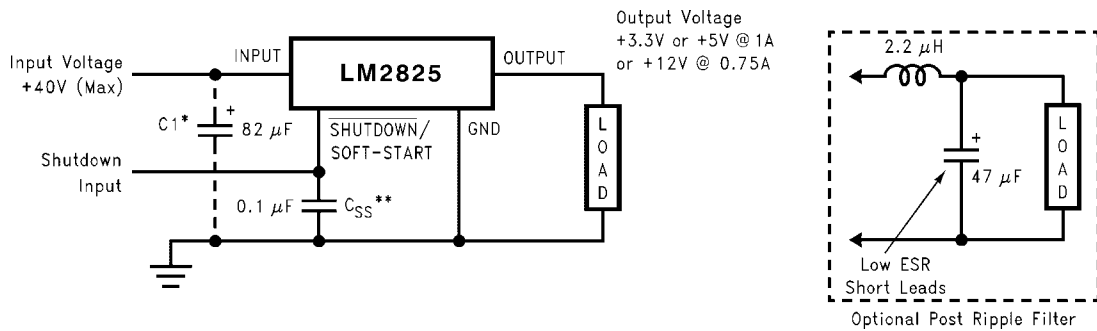 Output Voltage
+3.3V or +5V @ 1A
or +12V @ 0.75A
Input Voltage
+40V (Max)
INPUT
LM2825
OUTPUT
C1*
+
82 μF
SHUTDOWN/
SOFT-START
GND
LOAD
Shutdown
Input
0.1 μF
CSS**
2.2 μH
+
47 μF
LOAD
Low ESR
Short Leads
Optional Post Ripple Filter